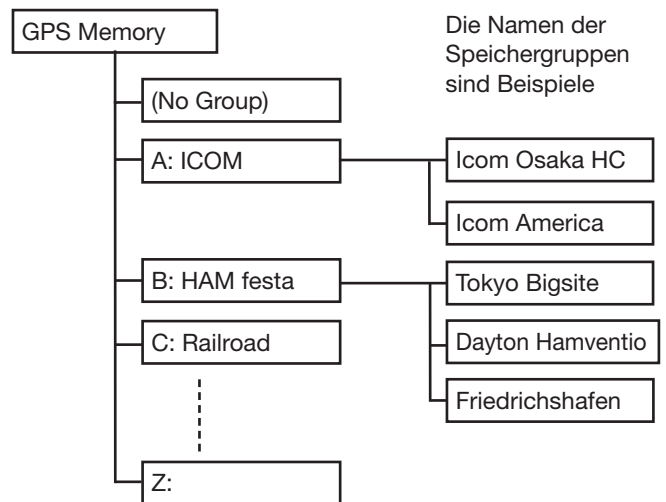 GPS Memory
Die Namen der
Speichergruppen
sind Beispiele
(No Group)
A: ICOM
Icom Osaka HC
Icom America
B: HAM festa
Tokyo Bigsite
C: Railroad
Dayton Hamventio
Friedrichshafen
Z: